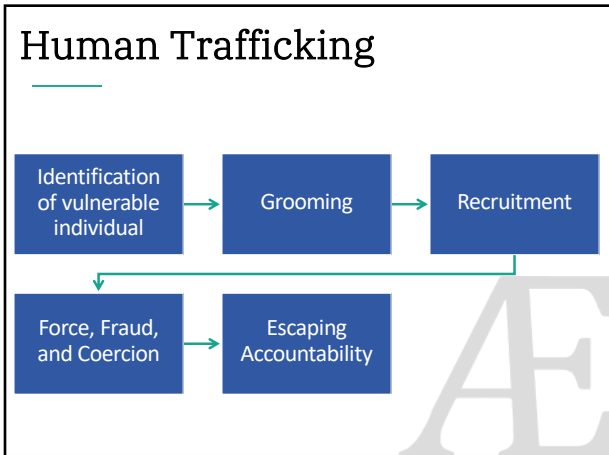 Human Trafficking
Identification
of vulnerable
individual
Grooming
Recruitment
Force, Fraud,
and Coercion
Escaping
Accountability
Æ